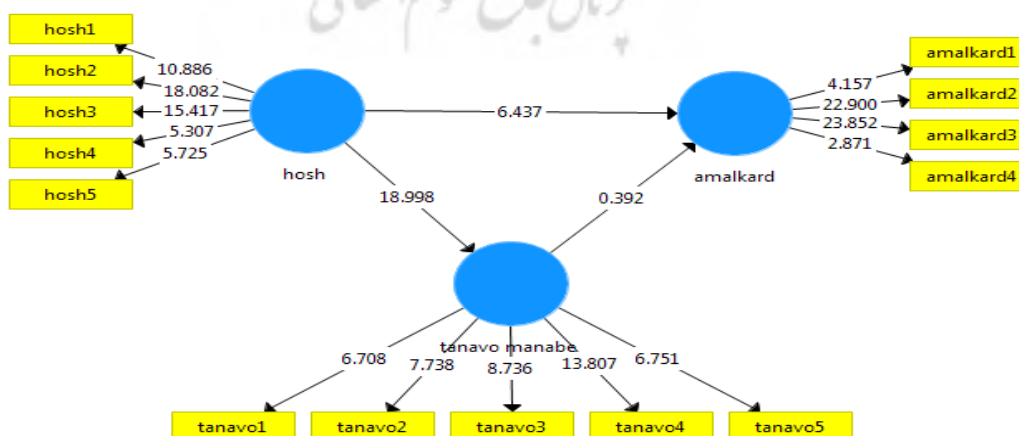 hosh1
hosh2
hosh3
hosh4
hosh5
10.886
18.082
15.417
5.307
5.725
hosh
6.437
18.998
0.392
amalkard
4.157
22.900
23.852
2.871
amalkard1
amalkard2
amalkard3
amalkard4
tanavo manabe
6.708
7.738
8.736
13.807
6.751
tanavo1
tanavo2
tanavo3
tanavo4
tanavo5